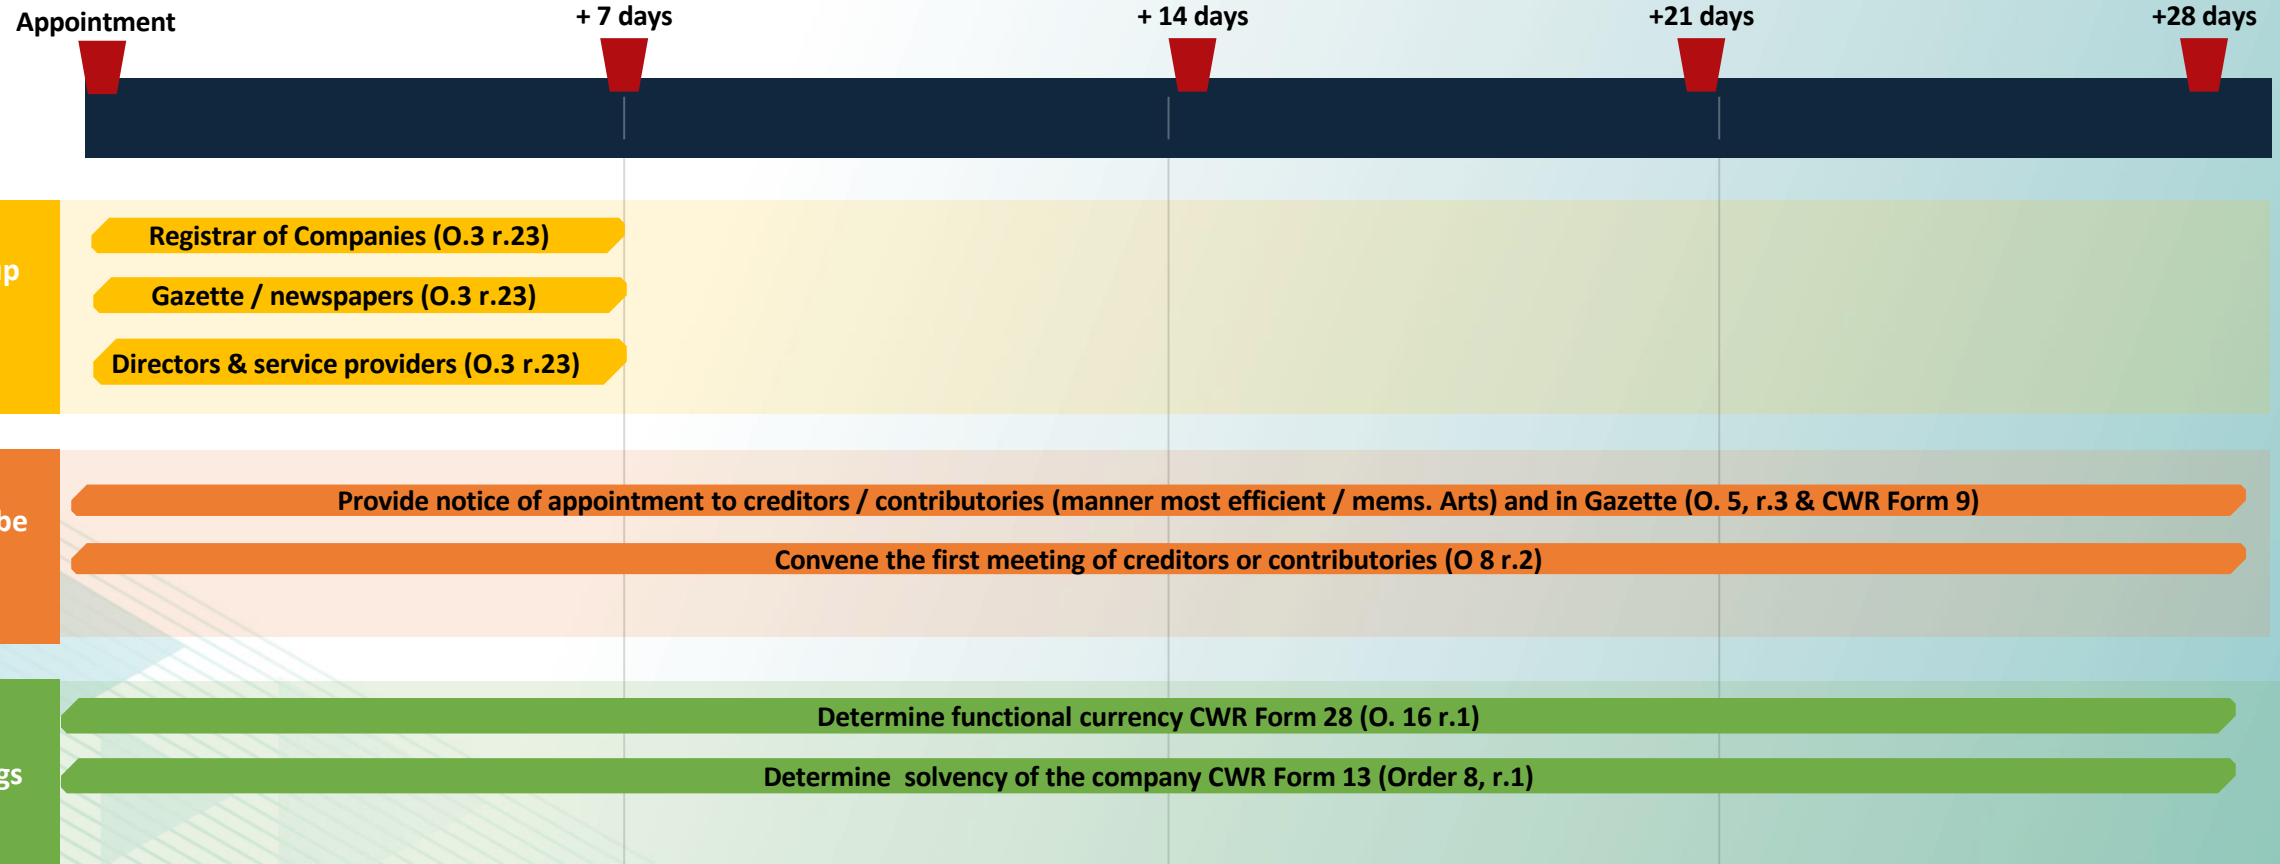 Appointment
+ 7 days
+ 14 days
+21 days
+28 days
Registrar of Companies (O.3 r.23)
Gazette / newspapers (O.3 r.23)
Directors & service providers (O.3 r.23)
Provide notice of appointment to creditors / contributories (manner most efficient / mems. Arts) and in Gazette (O. 5, r.3 & CWR Form 9)
be
Convene the first meeting of creditors or contributories (O 8 r.2)
Determine functional currency CWR Form 28 (O. 16 r.1)
Determine solvency of the company CWR Form 13 (Order 8, r.1)